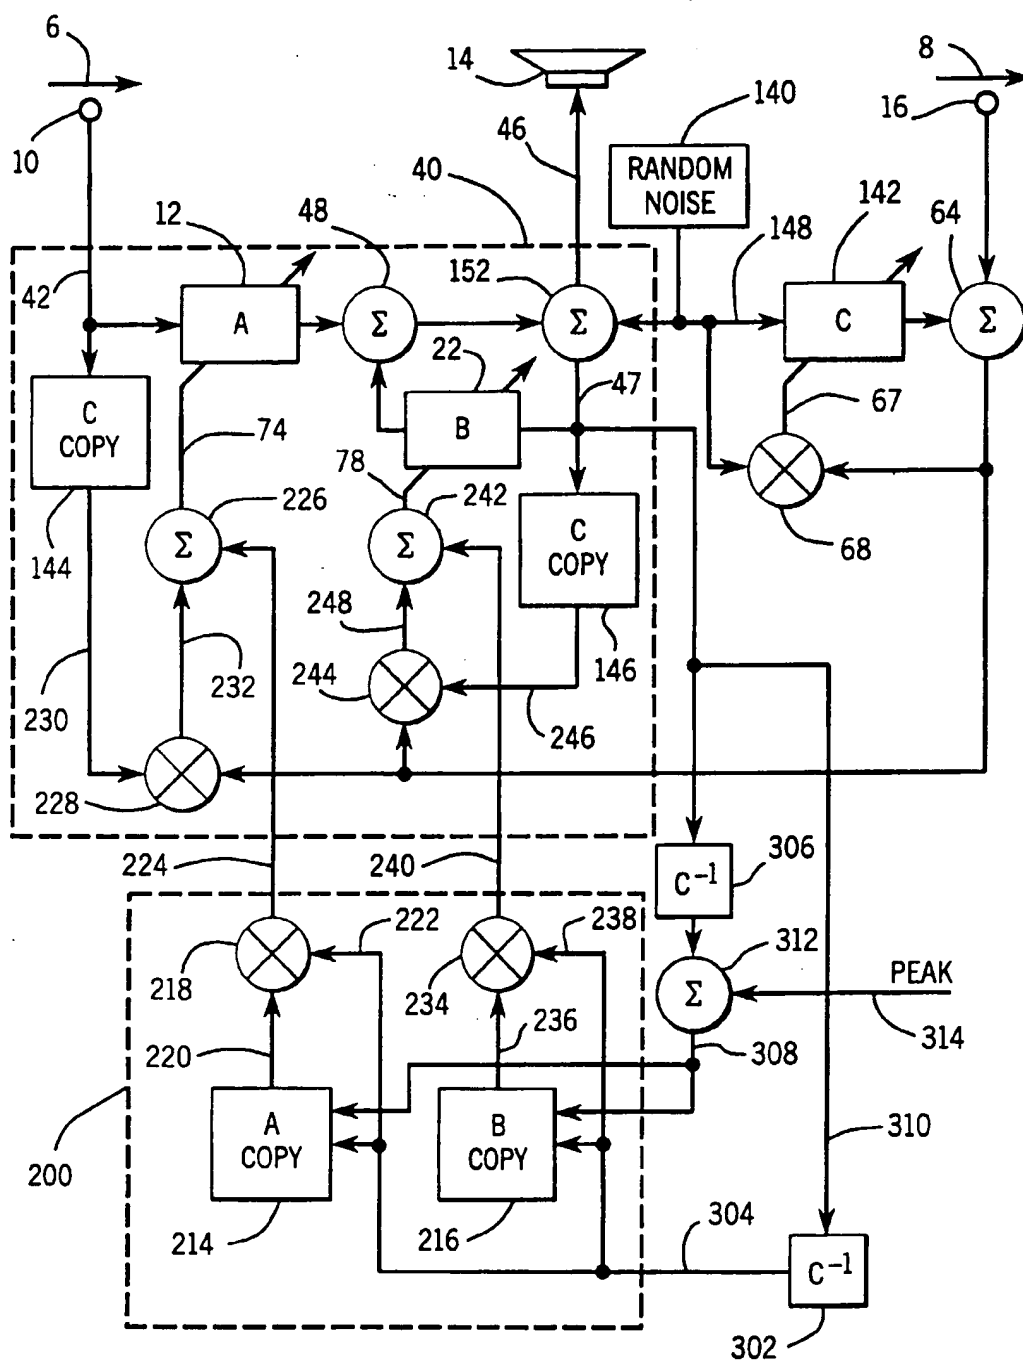 6
14
140
8
16
10
46
RANDOM
NOISE
40
12
48
142
64
148
42
152
A
Σ
Σ
C
Σ
22
47
C
COPY
B
67
74
78
226
242
Σ
Σ
C
COPY
68
144
248
232
244
146
230
246
228
224
240
306
C⁻¹
222
238
312
218
234
PEAK
Σ
236
220
308
314
A
COPY
B
COPY
310
200
304
214
216
C⁻¹
302